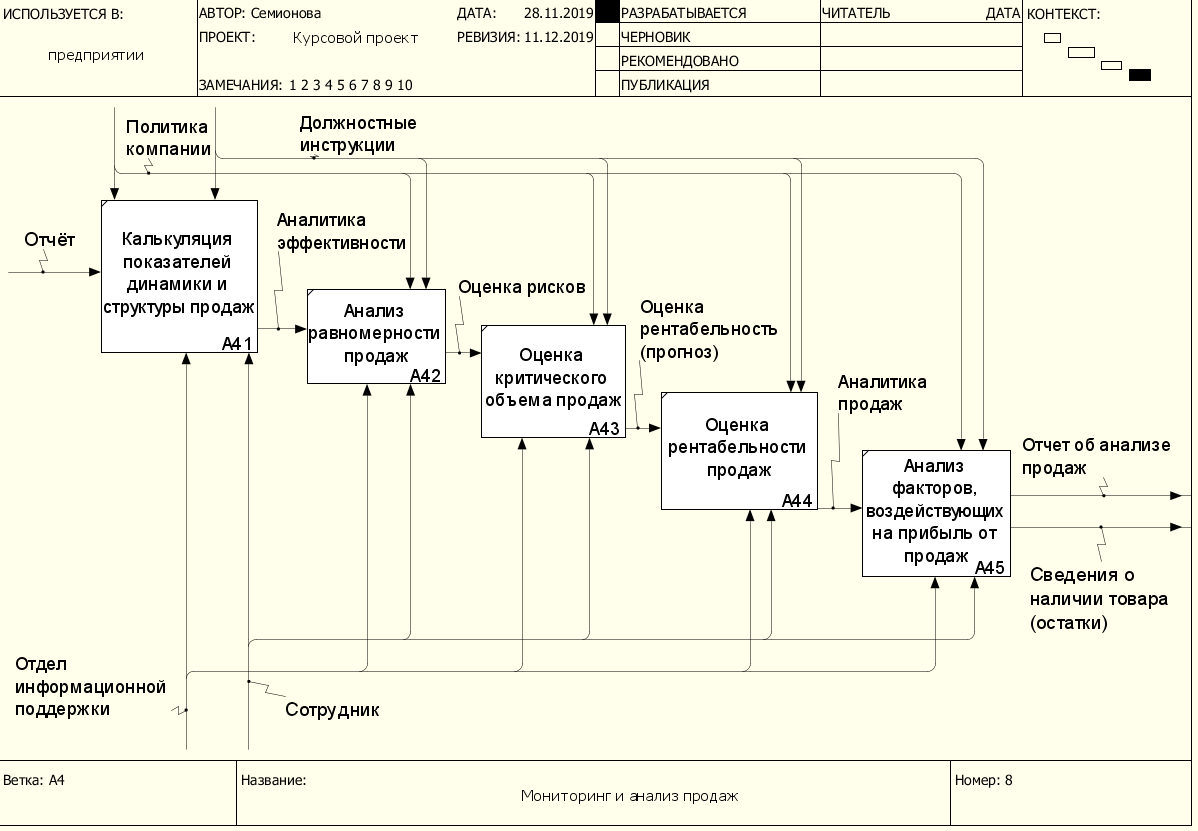 ИСПОЛЬЗУЕТСЯ В:
предприятии
АВТОР: Семионова
ДАТА: 28.11.2019
ПРОЕКТ: Курсовой проект
РЕВИЗИЯ: 11.12.2019
ЗАМЕЧАНИЯ: 1 2 3 4 5 6 7 8 9 10
РАЗРАБАТЫВАЕТСЯ
ЧЕРНОВИК
РЕКОМЕНДОВАНО
ПУБЛИКАЦИЯ
ЧИТАТЕЛЬ ДАТА
КОНТЕКСТ:
Политика
компании
Должностные
инструкции
Отчёт
Калькуляция
показателей
динамики и
структуры продаж
A41
Аналитика
эффективности
Анализ
равномерности
продаж
A42
Оценка рисков
Оценка
критического
объема продаж
A43
Оценка
рентабельность
(прогноз)
Оценка
рентабельности
продаж
A44
Аналитика
продаж
Анализ
факторов,
воздействующих
на прибыль от
продаж
A45
Отчет об анализе
продаж
Сведения о
наличии товара
(остатки)
Отдел
информационной
поддержки
Сотрудник
Ветка: A4
Название:
Мониторинг и анализ продаж
Номер: 8